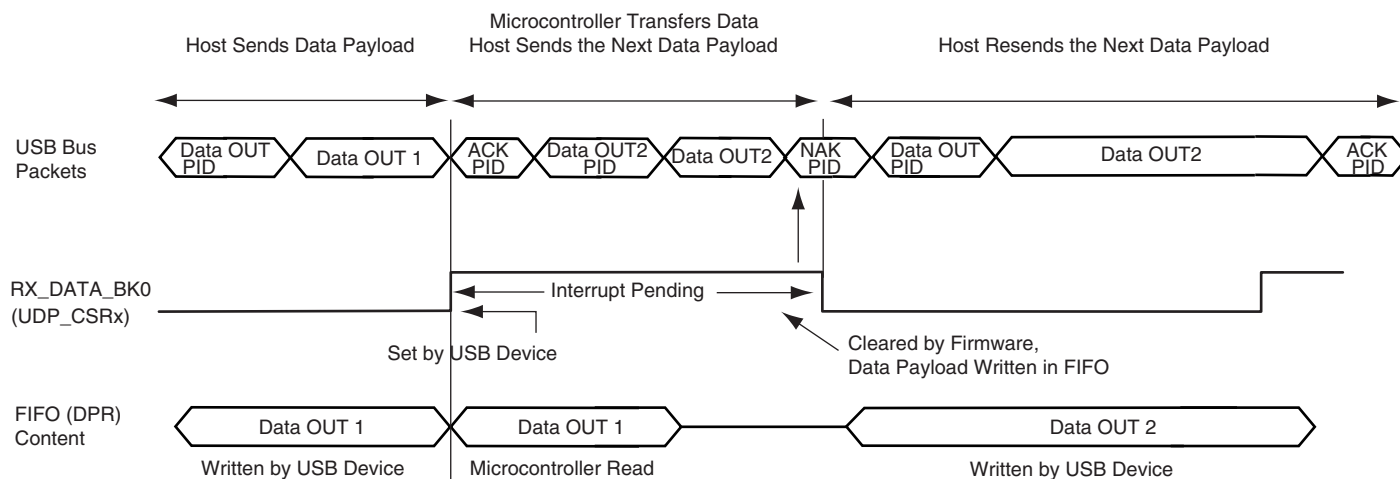 Microcontroller Transfers Data
Host Sends Data Payload
Host Sends the Next Data Payload
Host Resends the Next Data Payload
USB Bus
Packets
Data OUT
PID
Data OUT 1
ACK
PID
Data OUT2
PID
Data OUT2
NAK
PID
Data OUT
PID
Data OUT2
ACK
PID
RX_DATA_BK0
(UDP_CSRx)
Interrupt Pending
Set by USB Device
Cleared by Firmware,
Data Payload Written in FIFO
FIFO (DPR)
Content
Data OUT 1
Data OUT 1
Data OUT 2
Written by USB Device
Microcontroller Read
Written by USB Device